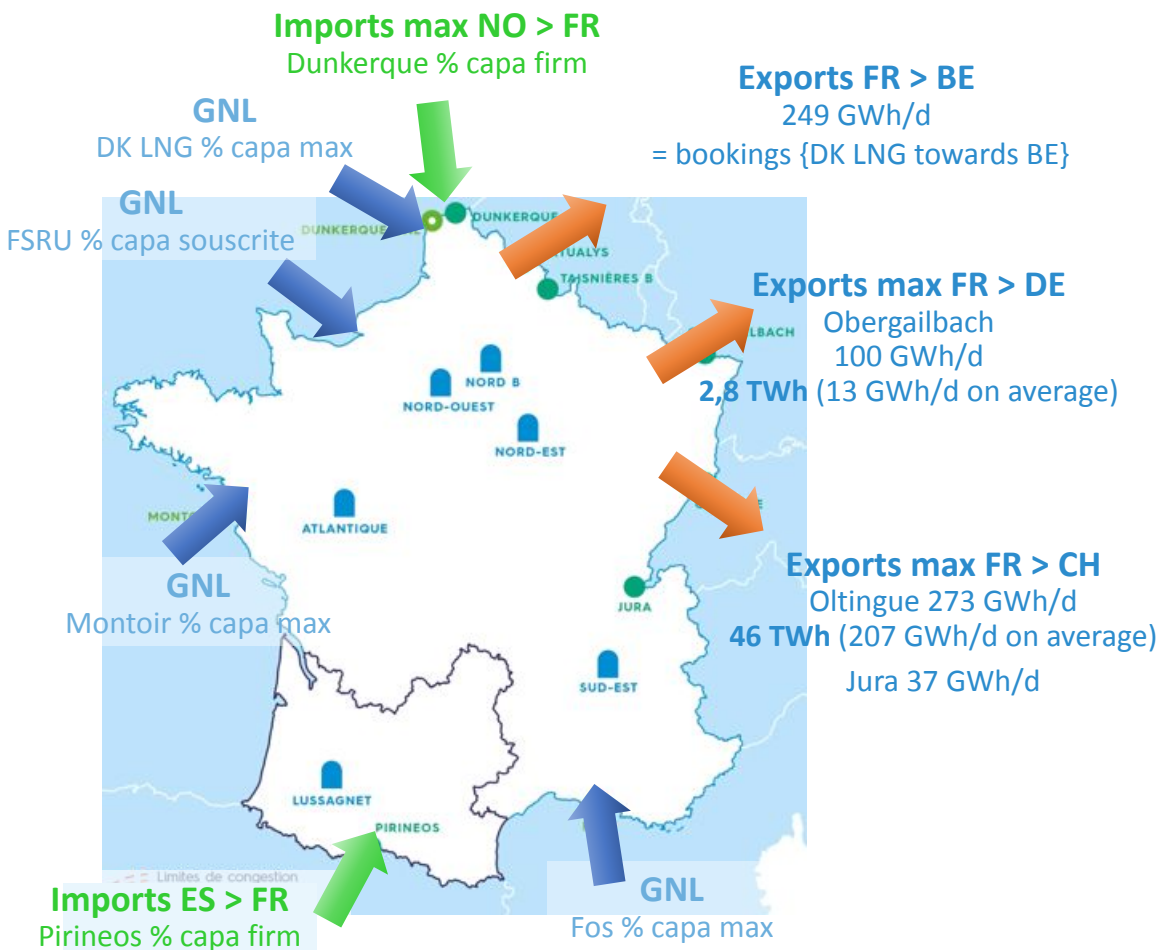 Imports max NO > FR
Dunkerque % capa firm
Exports FR > BE
249 GWh/d
= bookings {DK LNG towards BE}
GNL
DK LNG % capa max
GNL
FSRU % capa souscrite
DUNKERQUE
DUNKERQUE
TAISNIÈRES B
Exports max FR > DE
Obergailbach
100 GWh/d
2,8 TWh (13 GWh/d on average)
NORD B
NORD-OUEST
NORD-EST
ATLANTIQUE
GNL
Montoir % capa max
Exports max FR > CH
Oltingue 273 GWh/d
46 TWh (207 GWh/d on average)
Jura 37 GWh/d
JURA
SUD-EST
LUSSAGNET
PIRINEOS
Limites de congestion
Imports ES > FR
Pirineos % capa firm
GNL
Fos % capa max